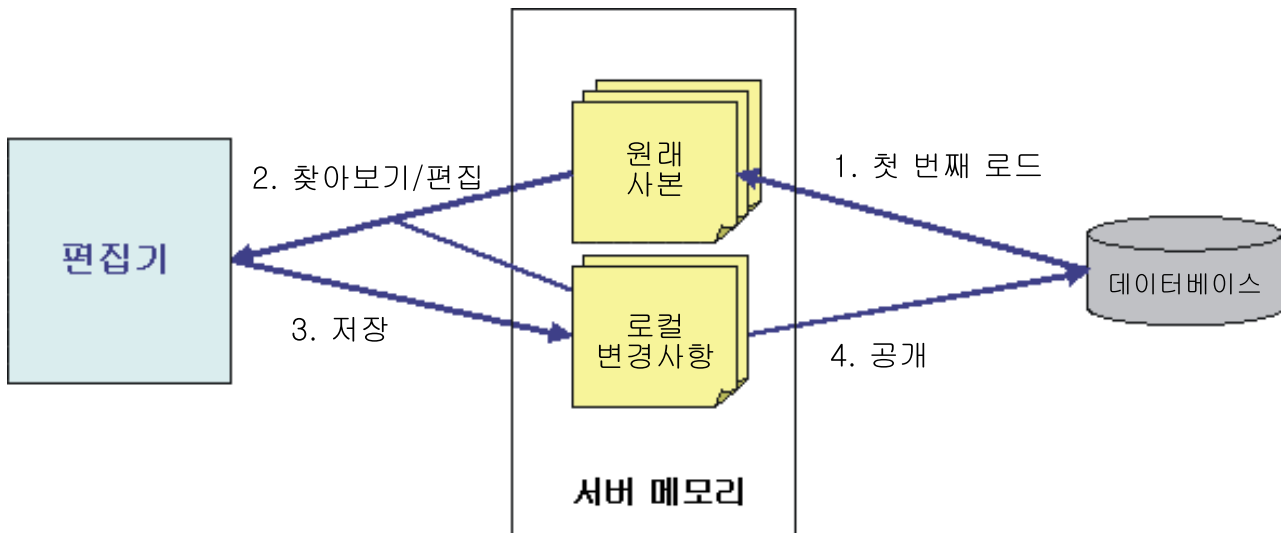 원래
사본
2. 찾아보기/편집
1. 첫 번째 로드
편집기
데이터베이스
3. 저장
로컬
변경사항
4. 공개
서버 메모리